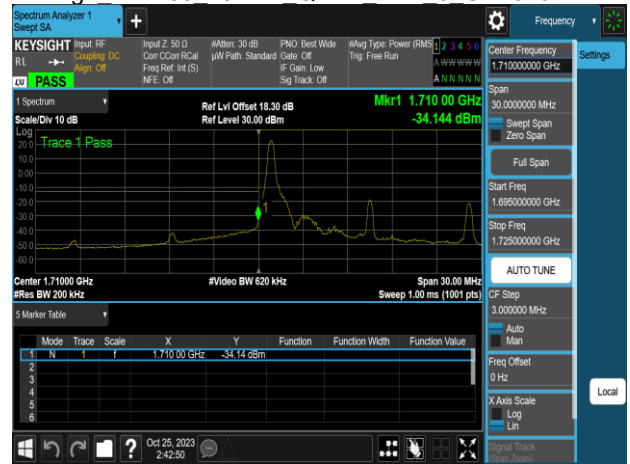 Spectrum Analyzer 1
Swept SA
Frequency
KEYSIGHT
RL
PASS
Input: RF
Coupling: DC
Align: Off
Input Z: 50 Ω
Corr CCorr RCal
Freq Ref: Int (S)
NFE: Off
#Atten: 30 dB
µW Path: Standard
PNO: Best Wide
Gate: Off
IF Gain: Low
Sig Track: Off
#Avg Type: Power (RMS
Trig: Free Run
1 2 3 4 5 6
A W W W W W
A N N N N N
1 Spectrum
Scale/Div 10 dB
Ref Lvl Offset 18.30 dB
Ref Level 30.00 dBm
Mkr1 1.710 00 GHz
-34.144 dBm
Log
Trace 1 Pass
20.0
10.0
0.00
-10.0
-20.0
-30.0
-40.0
-50.0
-60.0
1
Center 1.71000 GHz
#Res BW 200 kHz
#Video BW 620 kHz
Span 30.00 MHz
Sweep 1.00 ms (1001 pts)
5 Marker Table
Mode Trace Scale X Y Function Function Width Function Value
1 N 1 f 1.710 00 GHz -34.14 dBm
2
3
4
5
6
Oct 25, 2023
2:42:50
Center Frequency
1.710000000 GHz
Span
30.0000000 MHz
Swept Span
Zero Span
Full Span
Start Freq
1.695000000 GHz
Stop Freq
1.725000000 GHz
AUTO TUNE
CF Step
3.000000 MHz
Auto
Man
Freq Offset
0 Hz
X Axis Scale
Log
Lin
Signal Track
(Span Zoom)
Settings
Local